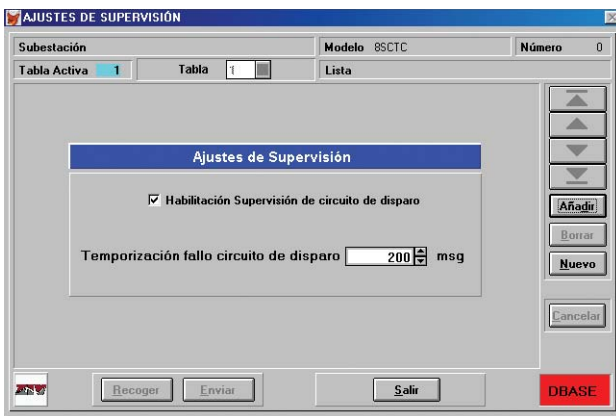 AJUSTES DE SUPERVISIÓN
Subestación Modelo 8SCTC Número 0
Tabla Activa 1 Tabla 1 Lista
Ajustes de Supervisión
Habilitación Supervisión de circuito de disparo
Temporización fallo circuito de disparo 200 msg
Añadir
Borrar
Nuevo
Cancelar
Recoger Enviar Salir DBASE